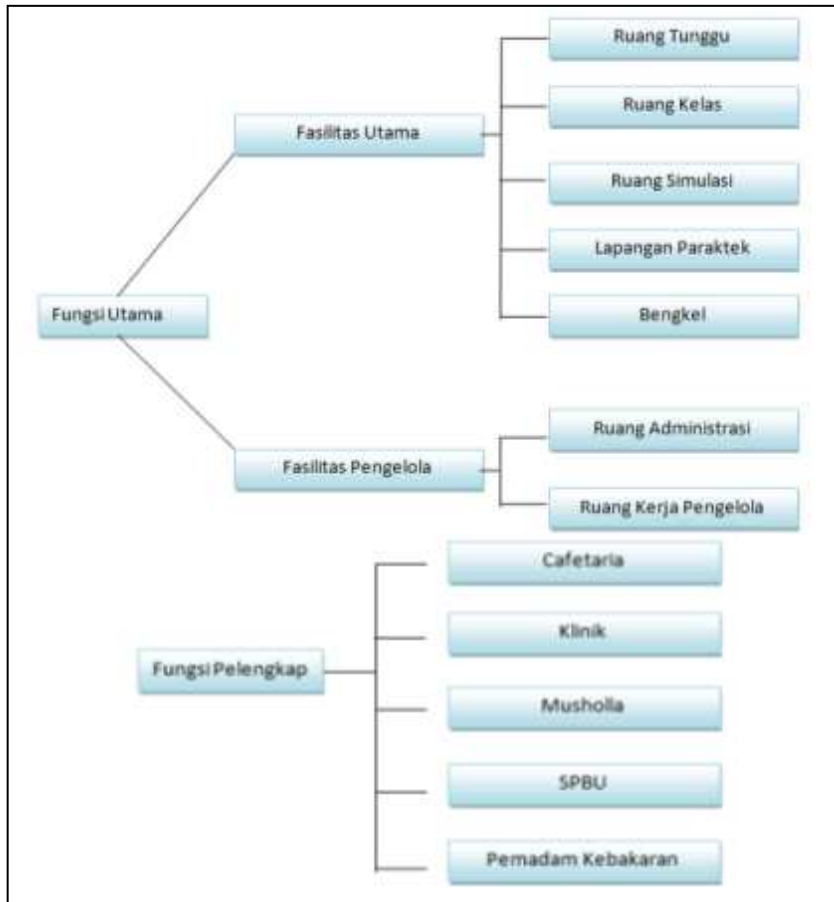 Ruang Tunggu
Ruang Kelas
Fasilitas Utama
Ruang Simulasi
Lapangan Paraktek
Fungsi Utama
Bengkel
Ruang Administrasi
Fasilitas Pengelola
Ruang Kerja Pengelola
Cafetaria
Klinik
Fungsi Pelengkap
Musholla
SPBU
Pemadam Kebakaran